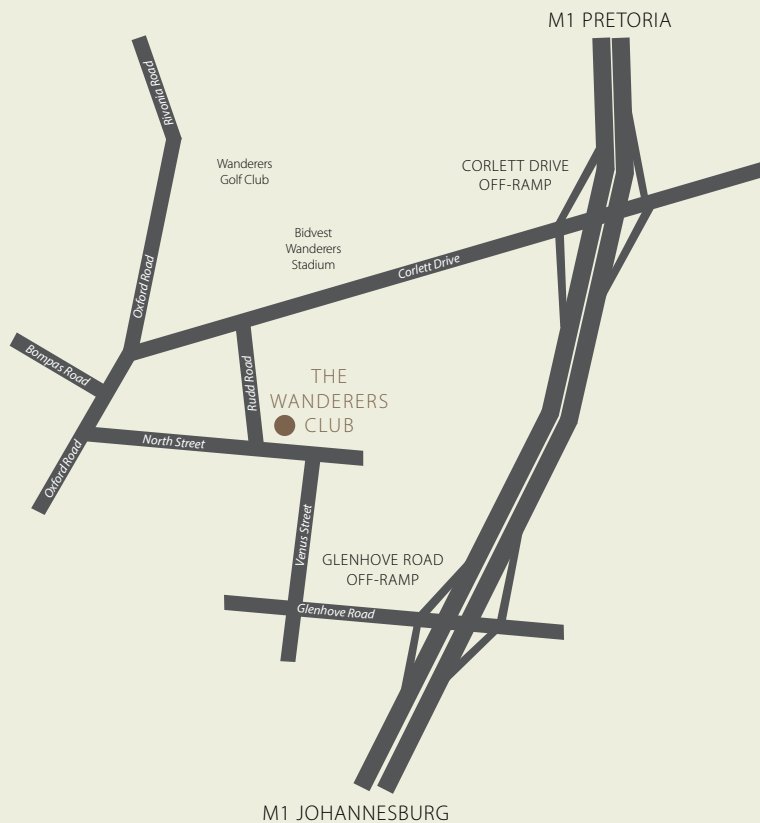 M1 PRETORIA
Rivonia Road
Wanderers
Golf Club
CORLETT DRIVE
OFF-RAMP
Bidvest
Wanderers
Stadium
Corlett Drive
Oxford Road
Bompas Road
Rudd Road
THE
WANDERERS
CLUB
North Street
Oxford Road
Venus Street
GLENHOVE ROAD
OFF-RAMP
Glenhove Road
M1 JOHANNESBURG